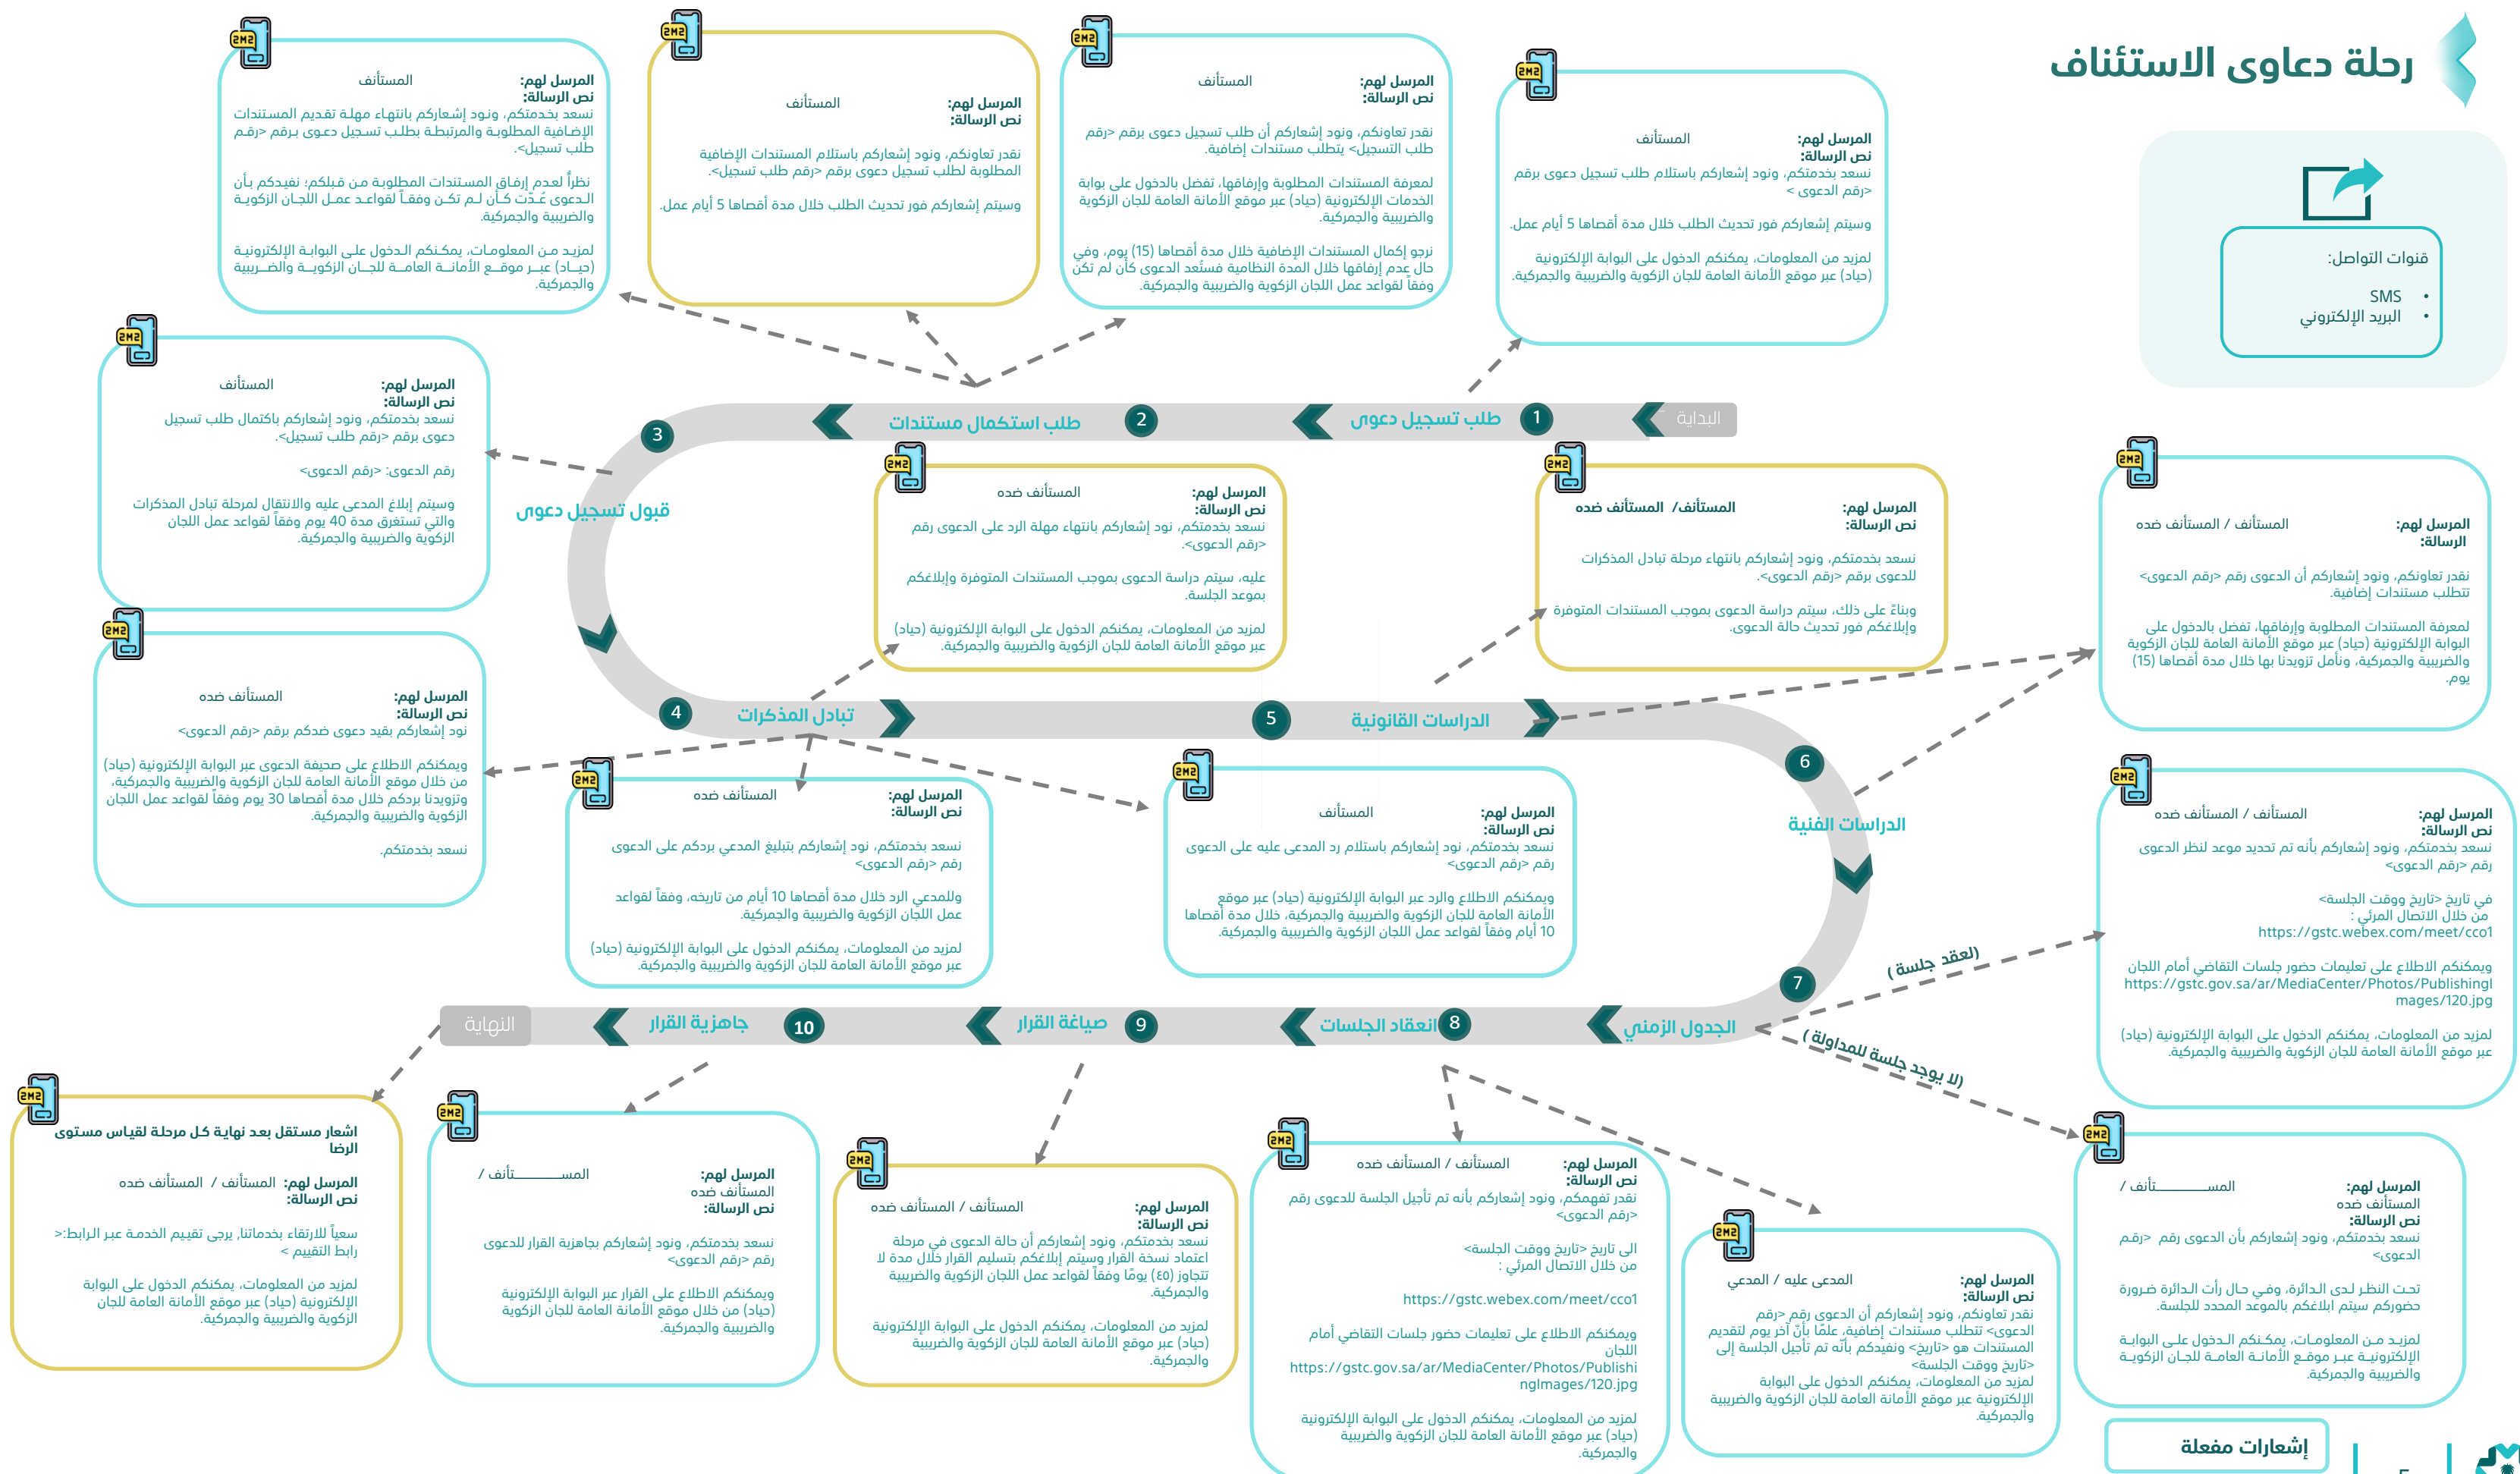 رحلة دعاوى الاستئناف
قنوات التواصل:
• SMS
• البريد الإلكتروني
المرسل لهم: المستأنف
نص الرسالة:
نسعد بخدمتكم، ونود إشعاركم باستلام طلب تسجيل دعوى برقم
<رقم الدعوى >
وسيتم إشعاركم فور تحديث الطلب خلال مدة أقصاها 5 أيام عمل.
لمزيد من المعلومات، يمكنكم الدخول على البوابة الإلكترونية
(حياد) عبر موقع الأمانة العامة للجان الزكوية والضريبية والجمركية.
المرسل لهم: المستأنف
نص الرسالة:
نقدر تعاونكم، ونود إشعاركم أن طلب تسجيل دعوى برقم <رقم
طلب التسجيل> يتطلب مستندات إضافية.
لمعرفة المستندات المطلوبة وإرفاقها، تفضل بالدخول على بوابة
الخدمات الإلكترونية (حياد) عبر موقع الأمانة العامة للجان الزكوية
والضريبية والجمركية.
نرجو إكمال المستندات الإضافية خلال مدة أقصاها (15) يوم، وفي
حال عدم إرفاقها خلال المدة النظامية فستُعد الدعوى كأن لم تكن
وفقاً لقواعد عمل اللجان الزكوية والضريبية والجمركية.
المرسل لهم: المستأنف
نص الرسالة:
نقدر تعاونكم، ونود إشعاركم باستلام المستندات الإضافية
المطلوبة لطلب تسجيل دعوى برقم <رقم طلب تسجيل>.
وسيتم إشعاركم فور تحديث الطلب خلال مدة أقصاها 5 أيام عمل.
المرسل لهم: المستأنف
نص الرسالة:
نسعد بخدمتكم، ونود إشعاركم بانتهاء مهلة تقديم المستندات
الإضافية المطلوبة والمرتبطة بطلب تسجيل دعوى برقم <رقم
طلب تسجيل>.
نظراً لعدم إرفاق المستندات المطلوبة من قبلكم؛ نفيدكم بأن
الدعوى عُدّت كأن لم تكن وفقاً لقواعد عمل اللجان الزكوية
والضريبية والجمركية.
لمزيد من المعلومات، يمكنكم الدخول على البوابة الإلكترونية
(حياد) عبر موقع الأمانة العامة للجان الزكوية والضريبية
والجمركية.
البداية
1 طلب تسجيل دعوى
2 طلب استكمال مستندات
3
قبول تسجيل دعوى
المرسل لهم: المستأنف
نص الرسالة:
نسعد بخدمتكم، ونود إشعاركم باكتمال طلب تسجيل
دعوى برقم <رقم طلب تسجيل>.
رقم الدعوى: <رقم الدعوى>
وسيتم إبلاغ المدعى عليه والانتقال لمرحلة تبادل المذكرات
والتي تستغرق مدة 40 يوم وفقاً لقواعد عمل اللجان
الزكوية والضريبية والجمركية.
المرسل لهم: المستأنف ضده
نص الرسالة:
نسعد بخدمتكم، نود إشعاركم بانتهاء مهلة الرد على الدعوى رقم
<رقم الدعوى>.
عليه، سيتم دراسة الدعوى بموجب المستندات المتوفرة وإبلاغكم
بموعد الجلسة.
لمزيد من المعلومات، يمكنكم الدخول على البوابة الإلكترونية (حياد)
عبر موقع الأمانة العامة للجان الزكوية والضريبية والجمركية.
المرسل لهم: المستأنف/ المستأنف ضده
نص الرسالة:
نسعد بخدمتكم، ونود إشعاركم بانتهاء مرحلة تبادل المذكرات
للدعوى برقم <رقم الدعوى>.
وبناءً على ذلك، سيتم دراسة الدعوى بموجب المستندات المتوفرة
وإبلاغكم فور تحديث حالة الدعوى.
المرسل لهم: المستأنف / المستأنف ضده
الرسالة:
نقدر تعاونكم، ونود إشعاركم أن الدعوى رقم <رقم الدعوى>
تتطلب مستندات إضافية.
لمعرفة المستندات المطلوبة وإرفاقها، تفضل بالدخول على
البوابة الإلكترونية (حياد) عبر موقع الأمانة العامة للجان الزكوية
والضريبية والجمركية، ونأمل تزويدنا بها خلال مدة أقصاها (15)
يوم.
المرسل لهم: المستأنف ضده
نص الرسالة:
نود إشعاركم بقيد دعوى ضدكم برقم <رقم الدعوى>
ويمكنكم الاطلاع على صحيفة الدعوى عبر البوابة الإلكترونية (حياد)
من خلال موقع الأمانة العامة للجان الزكوية والضريبية والجمركية،
وتزويدنا بردكم خلال مدة أقصاها 30 يوم وفقاً لقواعد عمل اللجان
الزكوية والضريبية والجمركية.
نسعد بخدمتكم.
4 تبادل المذكرات
5 الدراسات القانونية
6
الدراسات الفنية
المرسل لهم: المستأنف ضده
نص الرسالة:
نسعد بخدمتكم، نود إشعاركم بتبليغ المدعي بردكم على الدعوى
رقم <رقم الدعوى>
وللمدعي الرد خلال مدة أقصاها 10 أيام من تاريخه، وفقاً لقواعد
عمل اللجان الزكوية والضريبية والجمركية.
لمزيد من المعلومات، يمكنكم الدخول على البوابة الإلكترونية (حياد)
عبر موقع الأمانة العامة للجان الزكوية والضريبية والجمركية.
المرسل لهم: المستأنف
نص الرسالة:
نسعد بخدمتكم، نود إشعاركم باستلام رد المدعى عليه على الدعوى
رقم <رقم الدعوى>
ويمكنكم الاطلاع والرد عبر البوابة الإلكترونية (حياد) عبر موقع
الأمانة العامة للجان الزكوية والضريبية والجمركية، خلال مدة أقصاها
10 أيام وفقاً لقواعد عمل اللجان الزكوية والضريبية والجمركية.
المرسل لهم: المستأنف / المستأنف ضده
نص الرسالة:
نسعد بخدمتكم، ونود إشعاركم بأنه تم تحديد موعد لنظر الدعوى
رقم <رقم الدعوى>
في تاريخ <تاريخ ووقت الجلسة>
من خلال الاتصال المرئي :
https://gstc.webex.com/meet/cco1
ويمكنكم الاطلاع على تعليمات حضور جلسات التقاضي أمام اللجان
https://gstc.gov.sa/ar/MediaCenter/Photos/PublishingI
mages/120.jpg
لمزيد من المعلومات، يمكنكم الدخول على البوابة الإلكترونية (حياد)
عبر موقع الأمانة العامة للجان الزكوية والضريبية والجمركية.
(لعقد جلسة )
(لا يوجد جلسة للمداولة )
7
الجدول الزمني
8 انعقاد الجلسات
9 صياغة القرار
10 جاهزية القرار
النهاية
المرسل لهم: المستأنف /
المستأنف ضده
نص الرسالة:
نسعد بخدمتكم، ونود إشعاركم بأن الدعوى رقم <رقم
الدعوى>
تحت النظر لدى الدائرة، وفي حال رأت الدائرة ضرورة
حضوركم سيتم ابلاغكم بالموعد المحدد للجلسة.
لمزيد من المعلومات، يمكنكم الدخول على البوابة
الإلكترونية عبر موقع الأمانة العامة للجان الزكوية
والضريبية والجمركية.
المدعى عليه / المدعي المرسل لهم:
نص الرسالة:
نقدر تعاونكم، ونود إشعاركم أن الدعوى رقم <رقم
الدعوى> تتطلب مستندات إضافية، علمًا بأنّ آخر يوم لتقديم
المستندات هو <تاريخ> ونفيدكم بأنه تم تأجيل الجلسة إلى
<تاريخ ووقت الجلسة>
لمزيد من المعلومات، يمكنكم الدخول على البوابة
الإلكترونية عبر موقع الأمانة العامة للجان الزكوية والضريبية
والجمركية.
المرسل لهم: المستأنف / المستأنف ضده
نص الرسالة:
نقدر تفهمكم، ونود إشعاركم بأنه تم تأجيل الجلسة للدعوى رقم
<رقم الدعوى>
الى تاريخ <تاريخ ووقت الجلسة>
من خلال الاتصال المرئي :
https://gstc.webex.com/meet/cco1
ويمكنكم الاطلاع على تعليمات حضور جلسات التقاضي أمام
اللجان
https://gstc.gov.sa/ar/MediaCenter/Photos/Publishi
ngImages/120.jpg
لمزيد من المعلومات، يمكنكم الدخول على البوابة الإلكترونية
(حياد) عبر موقع الأمانة العامة للجان الزكوية والضريبية
والجمركية.
المرسل لهم: المستأنف / المستأنف ضده
نص الرسالة:
نسعد بخدمتكم، ونود إشعاركم أن حالة الدعوى في مرحلة
اعتماد نسخة القرار وسيتم إبلاغكم بتسليم القرار خلال مدة لا
تتجاوز (٤٥) يومًا وفقاً لقواعد عمل اللجان الزكوية والضريبية
والجمركية.
لمزيد من المعلومات، يمكنكم الدخول على البوابة الإلكترونية
(حياد) عبر موقع الأمانة العامة للجان الزكوية والضريبية
والجمركية.
المرسل لهم: المستأنف /
المستأنف ضده
نص الرسالة:
نسعد بخدمتكم، ونود إشعاركم بجاهزية القرار للدعوى
رقم <رقم الدعوى>
ويمكنكم الاطلاع على القرار عبر البوابة الإلكترونية
(حياد) من خلال موقع الأمانة العامة للجان الزكوية
والضريبية والجمركية.
اشعار مستقل بعد نهاية كل مرحلة لقياس مستوى
الرضا
المرسل لهم: المستأنف / المستأنف ضده
نص الرسالة:
سعياً للارتقاء بخدماتنا, يرجى تقييم الخدمة عبر الرابط:<
رابط التقييم >
لمزيد من المعلومات، يمكنكم الدخول على البوابة
الإلكترونية (حياد) عبر موقع الأمانة العامة للجان
الزكوية والضريبية والجمركية.
إشعارات مفعلة